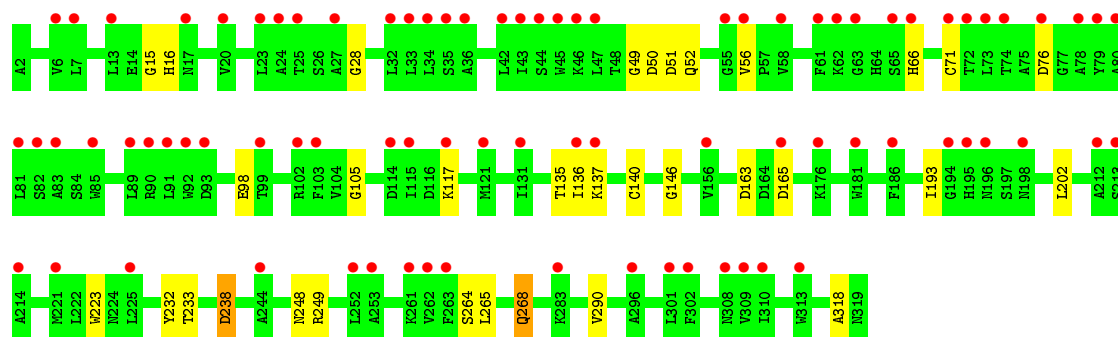 A2 V6 L7 L13 E14 G15 H16 N17 V20 L23 A24 T25 S26 A27 G28 L32 L33 L34 S35 A36 L42 I43 S44 W45 K46 L47 T48 G49 D50 D51 Q52 G55 V56 P57 V58 F61 K62 G63 H64 S65 H66 C71 T72 L73 T74 A75 D76 G77 A78 Y79 A80
L81 S82 A83 S84 W85 L89 R90 L91 W92 D93 E98 T99 R102 F103 V104 G105 D114 I115 D116 K117 M121 I131 T135 I136 K137 C140 G146 V156 D163 D164 D165 K176 W181 F186 I193 G194 H195 N196 S197 N198 L202 A212 S213
A214 M221 L222 W223 N224 L225 Y232 T233 D238 A244 N248 R249 L252 A253 K261 V262 F263 S264 L265 Q268 K283 V290 A296 L301 F302 N308 V309 I310 W313 A318 N319